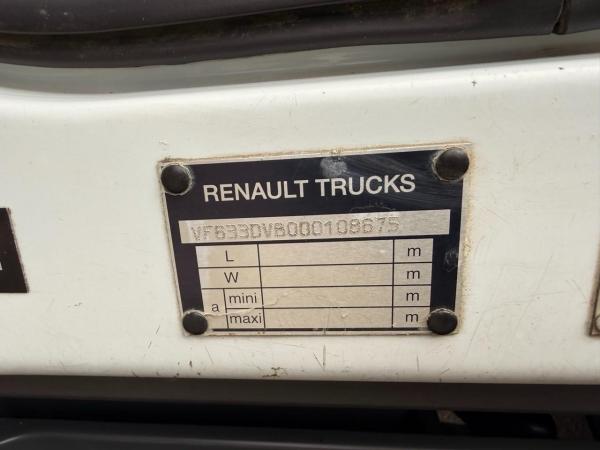 RENAULT TRUCKS
VF633DVB000108675
L m
W m
a mini m
maxi m